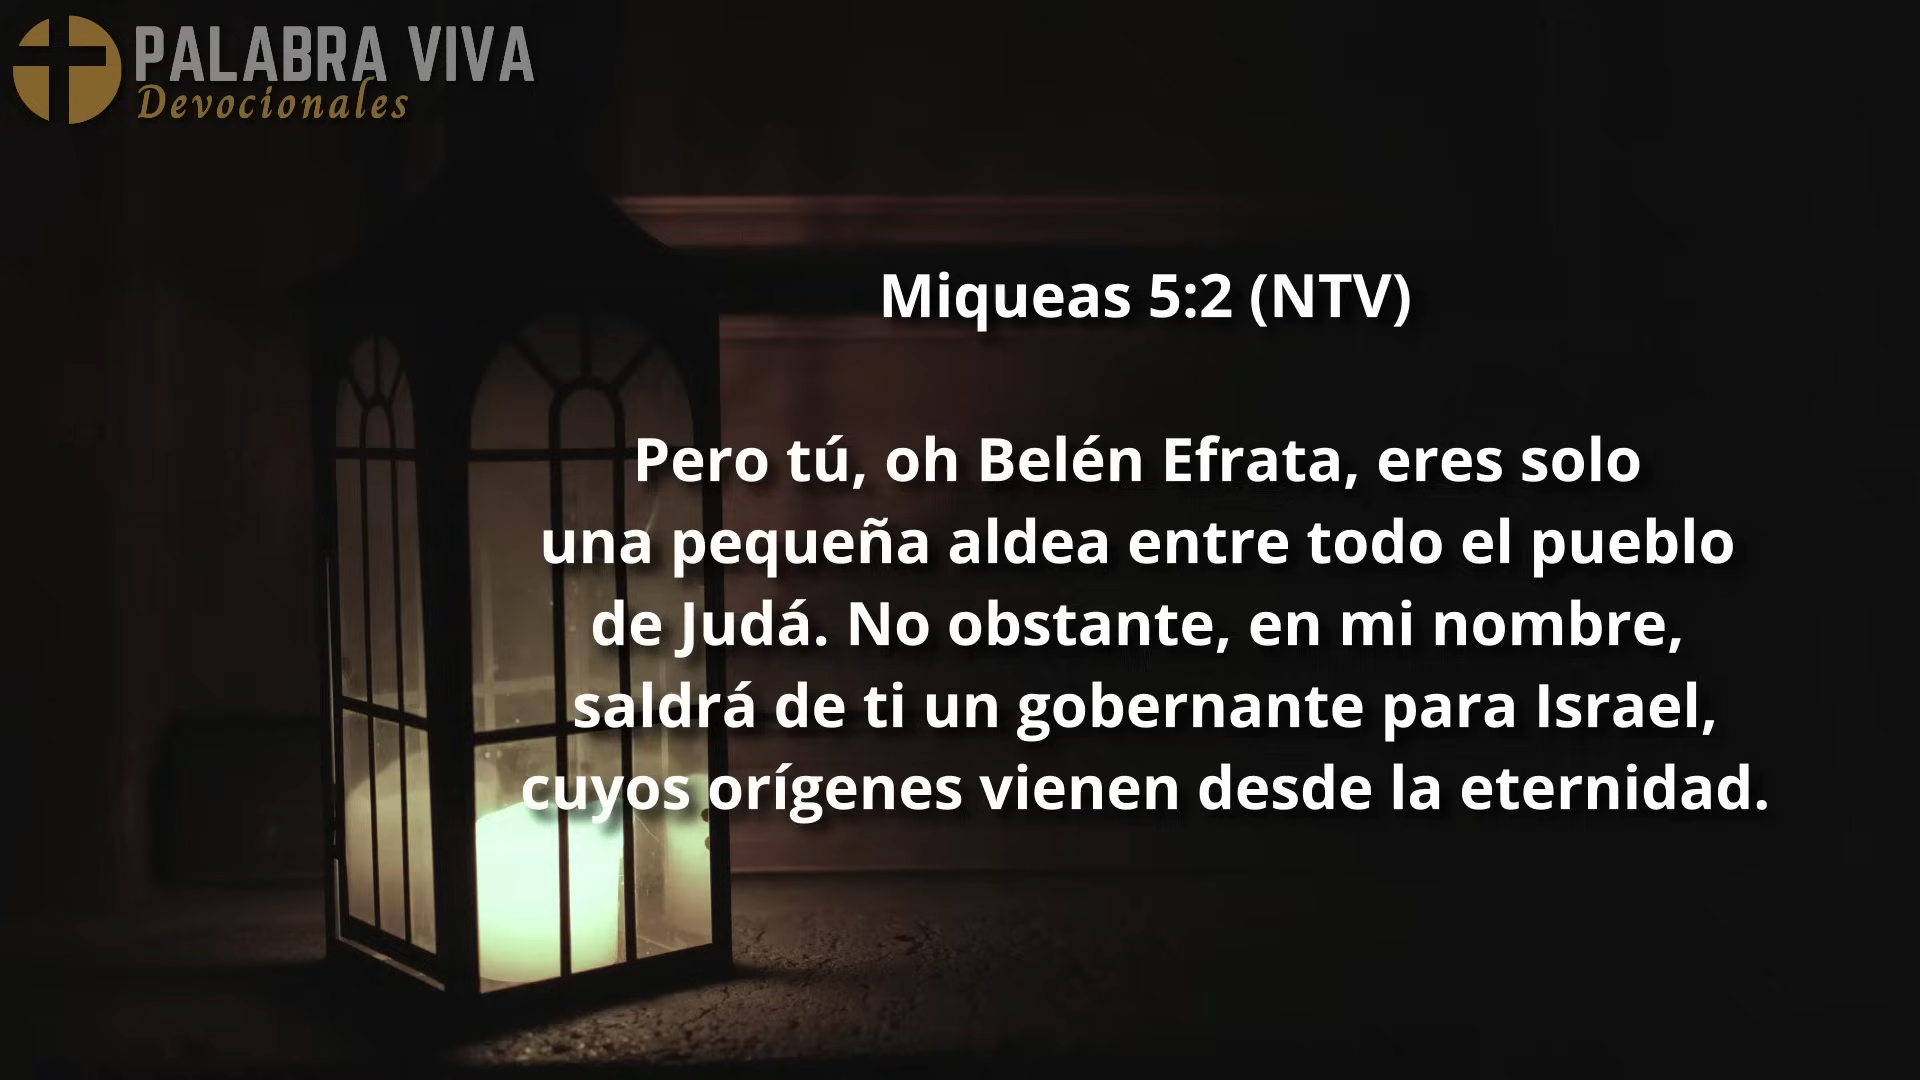 PALABRA VIVA
Devocionales
Miqueas 5:2 (NTV)
Pero tú, oh Belén Efrata, eres solo
una pequeña aldea entre todo el pueblo
de Judá. No obstante, en mi nombre,
saldrá de ti un gobernante para Israel,
cuyos orígenes vienen desde la eternidad.